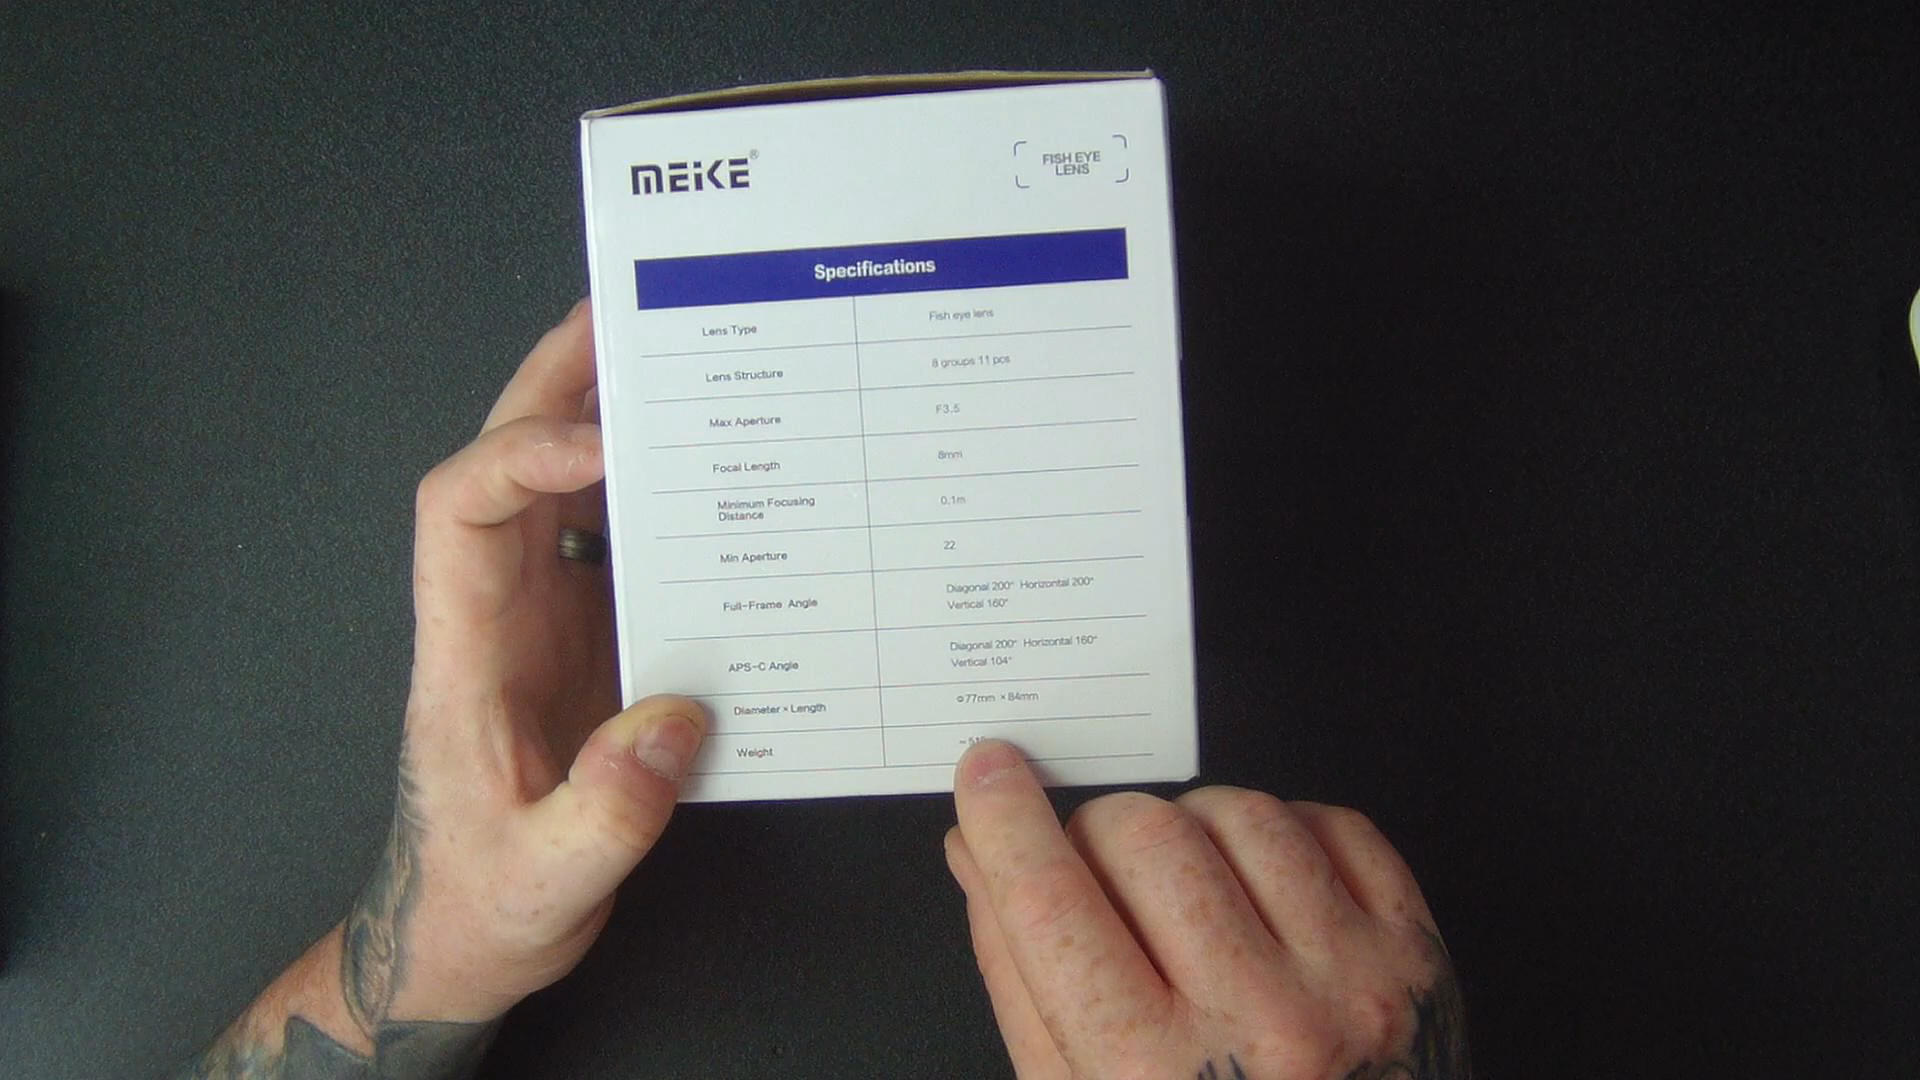 MEIKE®
FISH EYE
LENS
Specifications
Lens Type Fish eye lens
Lens Structure 8 groups 11 pcs
Max Aperture F3.5
Focal Length 8mm
Minimum Focusing
Distance 0.1m
Min Aperture 22
Full-Frame Angle Diagonal 200° Horizontal 200°
Vertical 160°
APS-C Angle Diagonal 200° Horizontal 160°
Vertical 104°
Diameter × Length ⌀77mm ×84mm
Weight